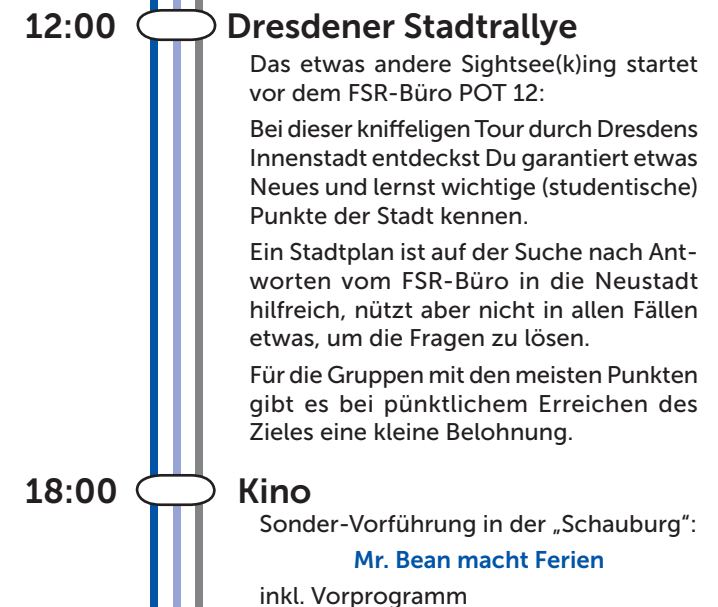 12:00 Dresdener Stadtrallye
Das etwas andere Sightsee(k)ing startet
vor dem FSR-Büro POT 12:
Bei dieser kniffeligen Tour durch Dresdens
Innenstadt entdeckst Du garantiert etwas
Neues und lernst wichtige (studentische)
Punkte der Stadt kennen.
Ein Stadtplan ist auf der Suche nach Ant-
worten vom FSR-Büro in die Neustadt
hilfreich, nützt aber nicht in allen Fällen
etwas, um die Fragen zu lösen.
Für die Gruppen mit den meisten Punkten
gibt es bei pünktlichem Erreichen des
Zieles eine kleine Belohnung.
18:00 Kino
Sonder-Vorführung in der „Schauburg“:
Mr. Bean macht Ferien
inkl. Vorprogramm